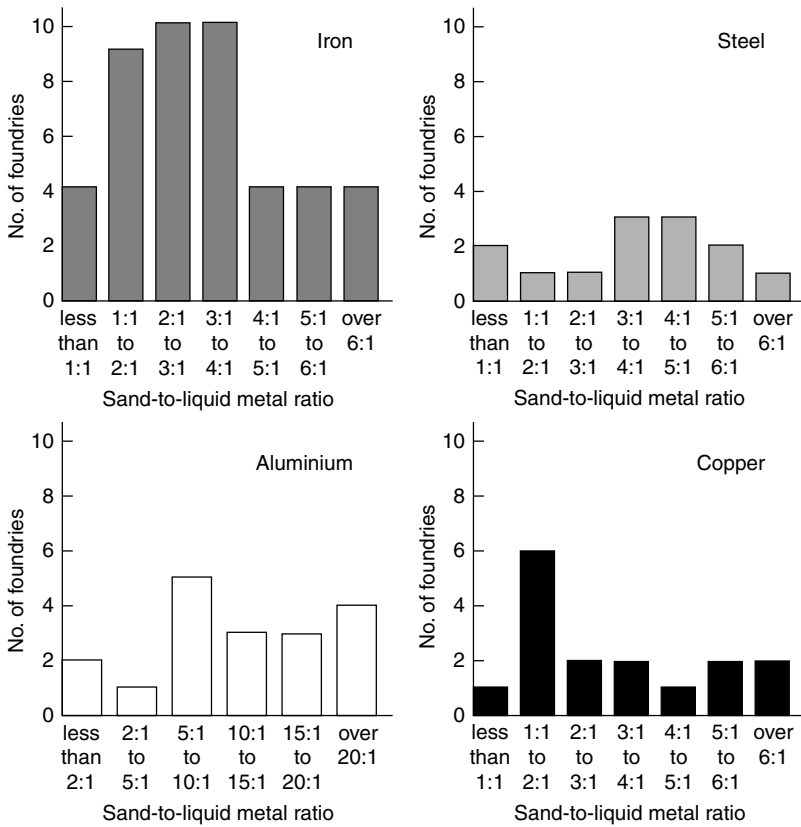 10
8
6
4
2
0
No. of foundries
Iron
less than 1:1
1:1 to 2:1
2:1 to 3:1
3:1 to 4:1
4:1 to 5:1
5:1 to 6:1
over 6:1
Sand-to-liquid metal ratio
10
8
6
4
2
0
No. of foundries
Steel
less than 1:1
1:1 to 2:1
2:1 to 3:1
3:1 to 4:1
4:1 to 5:1
5:1 to 6:1
over 6:1
Sand-to-liquid metal ratio
10
8
6
4
2
0
No. of foundries
Aluminium
less than 2:1
2:1 to 5:1
5:1 to 10:1
10:1 to 15:1
15:1 to 20:1
over 20:1
Sand-to-liquid metal ratio
10
8
6
4
2
0
No. of foundries
Copper
less than 1:1
1:1 to 2:1
2:1 to 3:1
3:1 to 4:1
4:1 to 5:1
5:1 to 6:1
over 6:1
Sand-to-liquid metal ratio